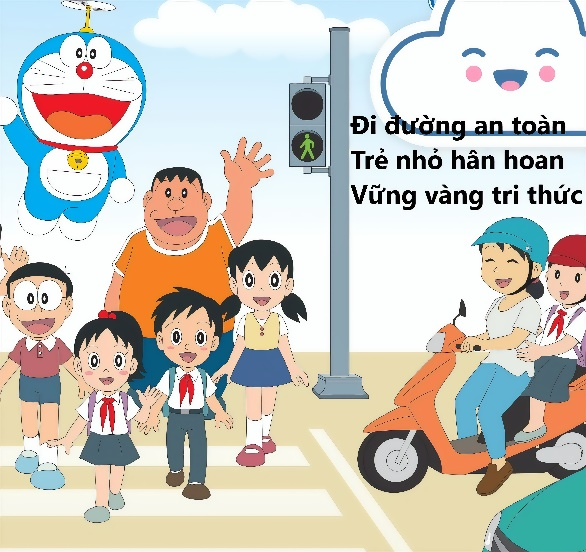 Đi đường an toàn
Trẻ nhỏ hân hoan
Vững vàng tri thức